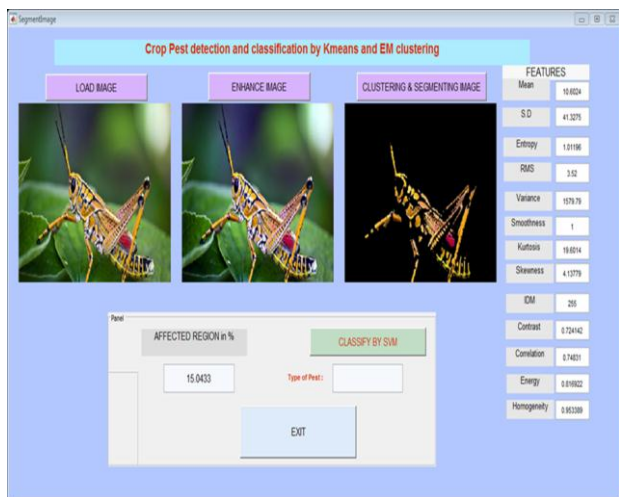 SegmentImage
Crop Pest detection and classification by Kmeans and EM clustering
LOAD IMAGE
ENHANCE IMAGE
CLUSTERING & SEGMENTING IMAGE
FEATURES
Mean 10.6024
S.D 41.3275
Entropy 1.01196
RMS 3.52
Variance 1579.79
Smoothness 1
Kurtosis 19.6014
Skewness 4.13779
IDM 255
Contrast 0.724142
Correlation 0.74831
Energy 0.816922
Homogeneity 0.953389
Panel
AFFECTED REGION in %
CLASSIFY BY SVM
15.0433
Type of Pest :
EXIT